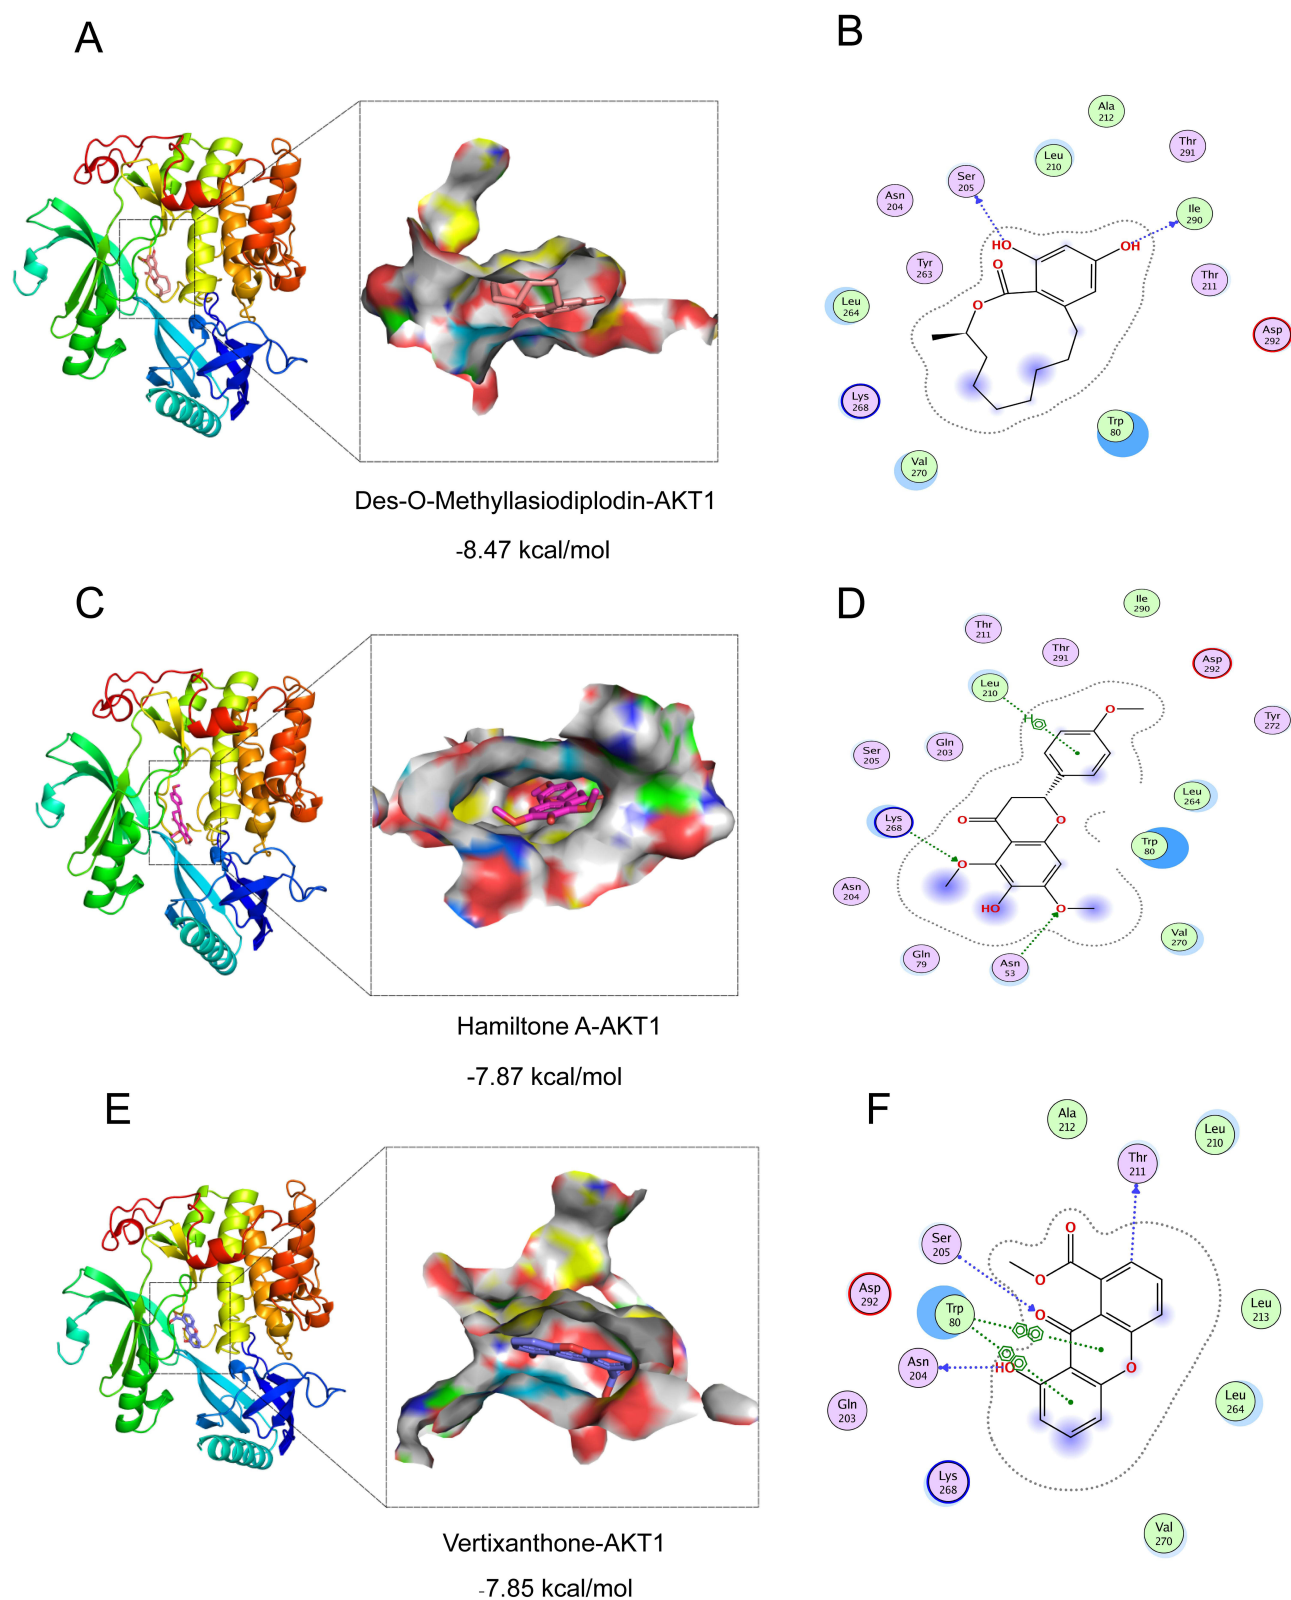 A
B
Ala
212
Thr
291
Leu
210
Ser
205
Asn
204
Ile
290
HO
OH
O
Tyr
263
Thr
211
O
Leu
264
Asp
292
Lys
268
Trp
80
Val
270
Des-O-Methyllasiodiplodin-AKT1
-8.47 kcal/mol
C
D
Ile
290
Thr
211
Thr
291
Asp
292
Leu
210
H
O
Tyr
272
Ser
205
Gln
203
Leu
264
Lys
268
O
O
Trp
80
O
Asn
204
HO
O
Val
270
Gln
79
Asn
53
Hamiltone A-AKT1
-7.87 kcal/mol
E
F
Ala
212
Leu
210
Thr
211
O
Ser
205
O
Asp
292
Trp
80
O
Leu
213
Asn
204
HO
O
Gln
203
Leu
264
Lys
268
Val
270
Vertixanthone-AKT1
-7.85 kcal/mol